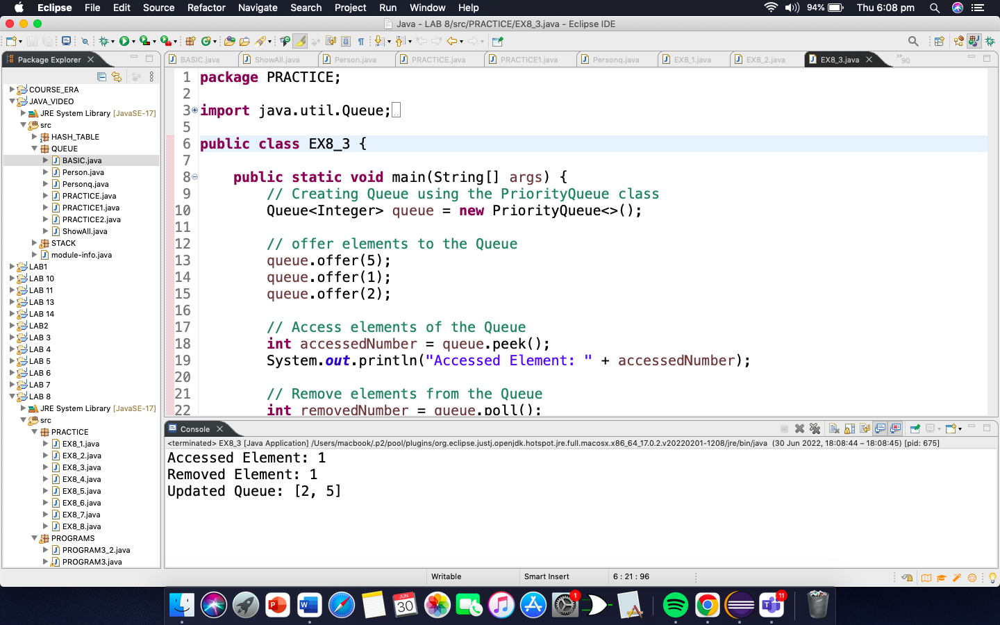 Eclipse File Edit Source Refactor Navigate Search Project Run Window Help 94% Thu 6:08 pm
Java - LAB 8/src/PRACTICE/EX8_3.java - Eclipse IDE
Package Explorer
BASIC.java ShowAll.java Person.java PRACTICE.java PRACTICE1.java Personq.java EX8_1.java EX8_2.java EX8_3.java 90
COURSE_ERA
JAVA_VIDEO
JRE System Library [JavaSE-17]
src
HASH_TABLE
QUEUE
BASIC.java
Person.java
Personq.java
PRACTICE.java
PRACTICE1.java
PRACTICE2.java
ShowAll.java
STACK
module-info.java
LAB1
LAB 10
LAB 11
LAB 13
LAB 14
LAB2
LAB 3
LAB 4
LAB 5
LAB 6
LAB 7
LAB 8
JRE System Library [JavaSE-17]
src
PRACTICE
EX8_1.java
EX8_2.java
EX8_3.java
EX8_4.java
EX8_5.java
EX8_6.java
EX8_7.java
EX8_8.java
PROGRAMS
PROGRAM3_2.java
PROGRAM3.java
1 package PRACTICE;
2
3 import java.util.Queue;
5
6 public class EX8_3 {
7
8 public static void main(String[] args) {
9 // Creating Queue using the PriorityQueue class
10 Queue<Integer> queue = new PriorityQueue<>();
11
12 // offer elements to the Queue
13 queue.offer(5);
14 queue.offer(1);
15 queue.offer(2);
16
17 // Access elements of the Queue
18 int accessedNumber = queue.peek();
19 System.out.println("Accessed Element: " + accessedNumber);
20
21 // Remove elements from the Queue
22 int removedNumber = queue.poll();
Console
<terminated> EX8_3 [Java Application] /Users/macbook/.p2/pool/plugins/org.eclipse.justj.openjdk.hotspot.jre.full.macosx.x86_64_17.0.2.v20220201-1208/jre/bin/java (30 Jun 2022, 18:08:44 – 18:08:45) [pid: 675]
Accessed Element: 1
Removed Element: 1
Updated Queue: [2, 5]
Writable Smart Insert 6 : 21 : 96
JUN
30
1
11